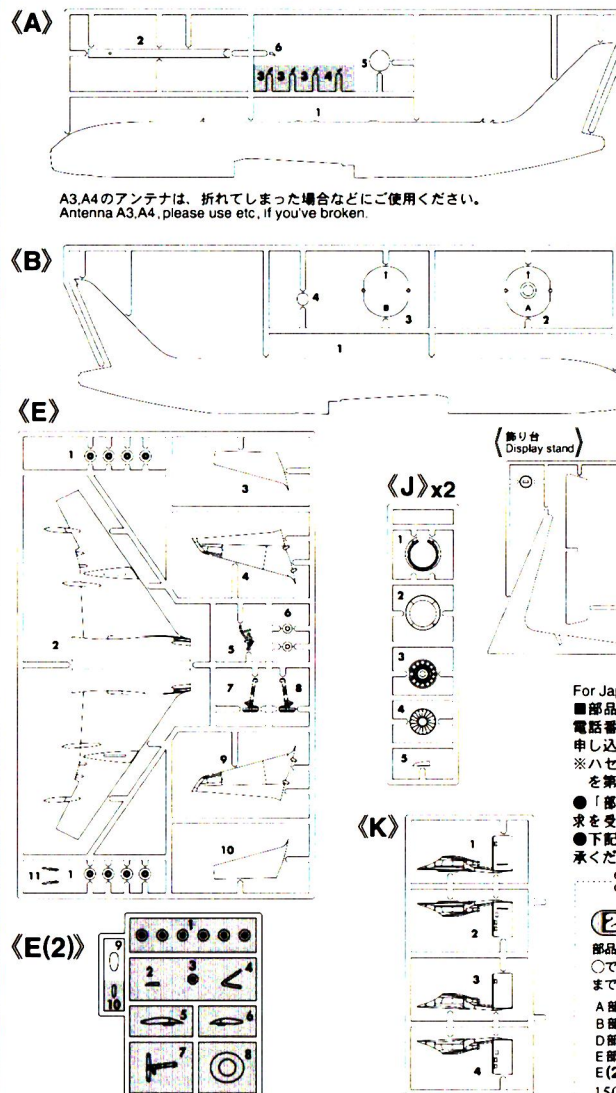 《A》
2
6
5
3 3 3 4
1
A3,A4のアンテナは、折れてしまった場合などにご使用ください。
Antenna A3,A4, please use etc, if you've broken.
《B》
4
↑
B
3
↑
A
2
1
《E》
1
3
4
2
5
6
7
8
9
10
11
1
《J》x2
1
2
3
4
5
飾り台
Display stand
For Jap
■部品
電話番
申し込
※ハセ
を第
●「部
求を受
●下記
承くだ
《K》
1
2
3
4
部品
○で
まで
A部
B部
D部
E部
E(2
150
《E(2)》
9
10
1
2
3
4
5
6
7
8